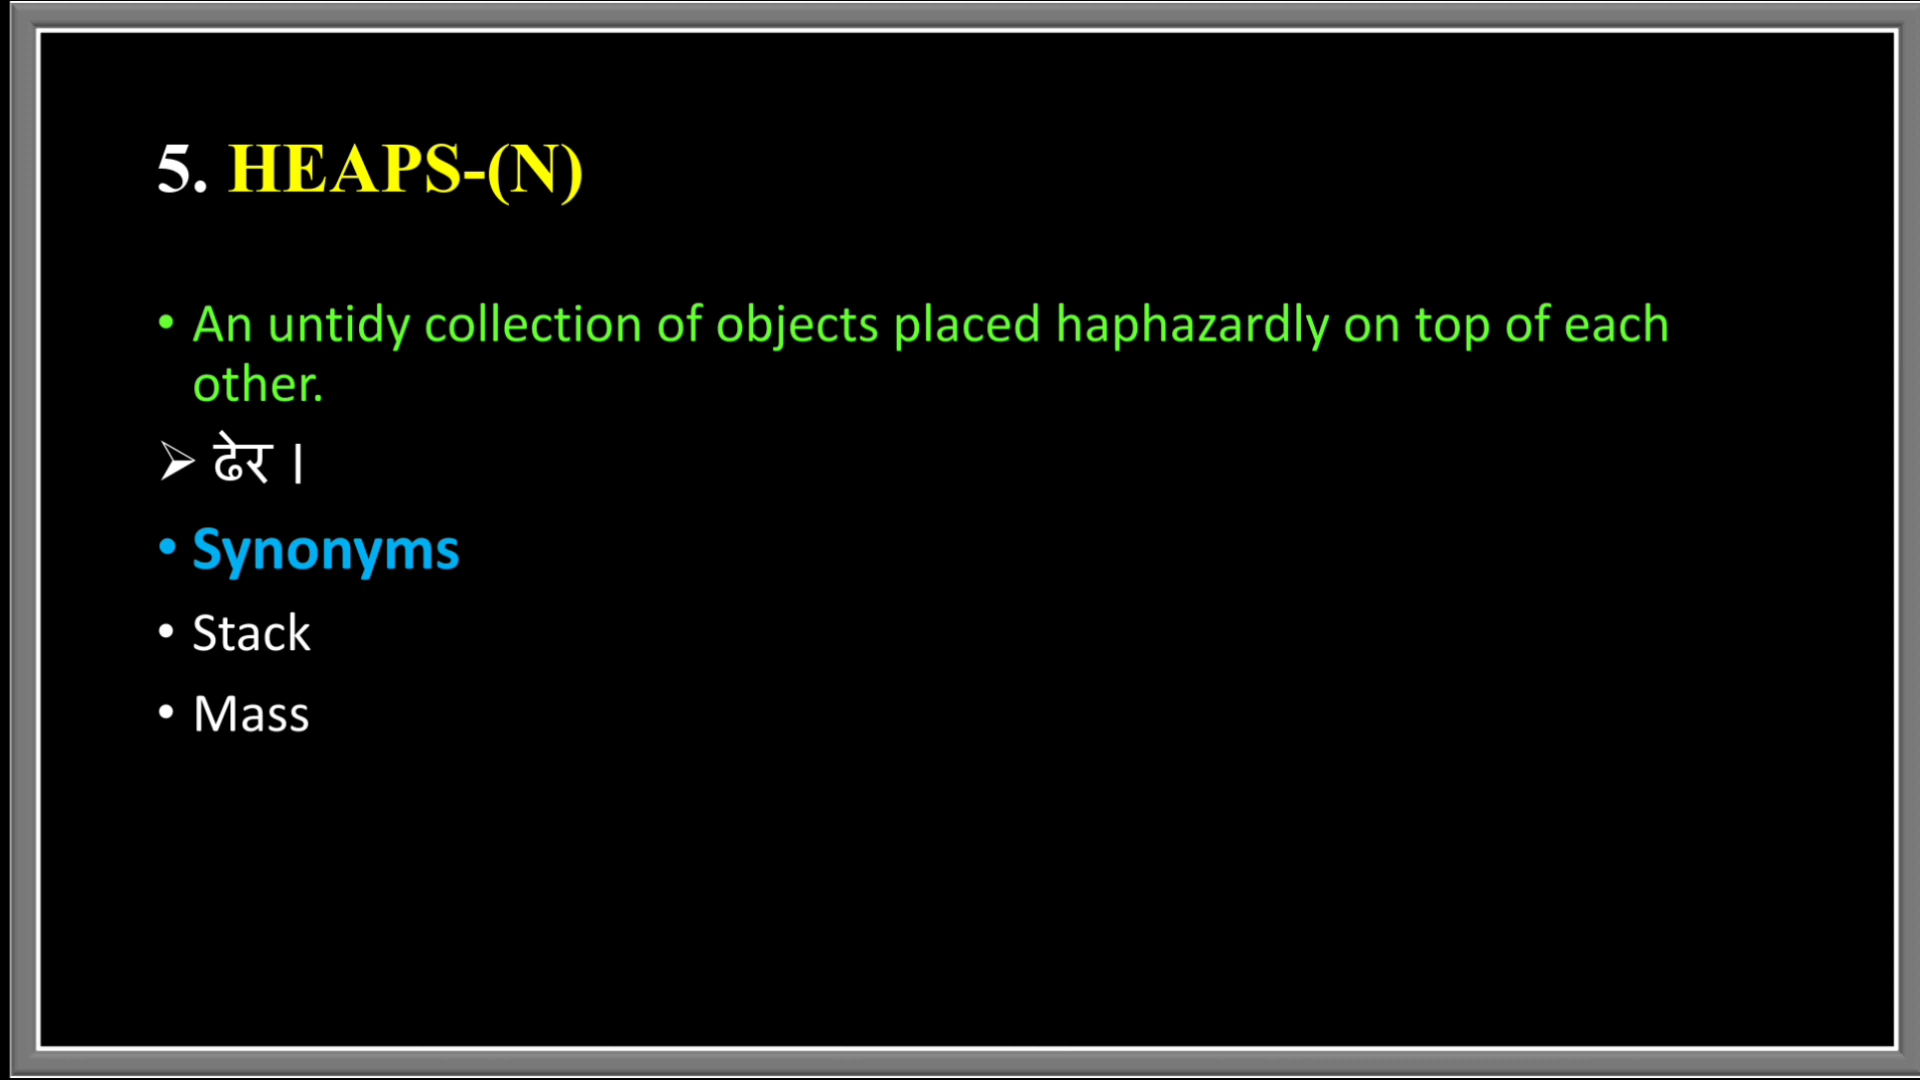 5. HEAPS-(N)
• An untidy collection of objects placed haphazardly on top of each
other.
➢ ढेर ।
• Synonyms
• Stack
• Mass